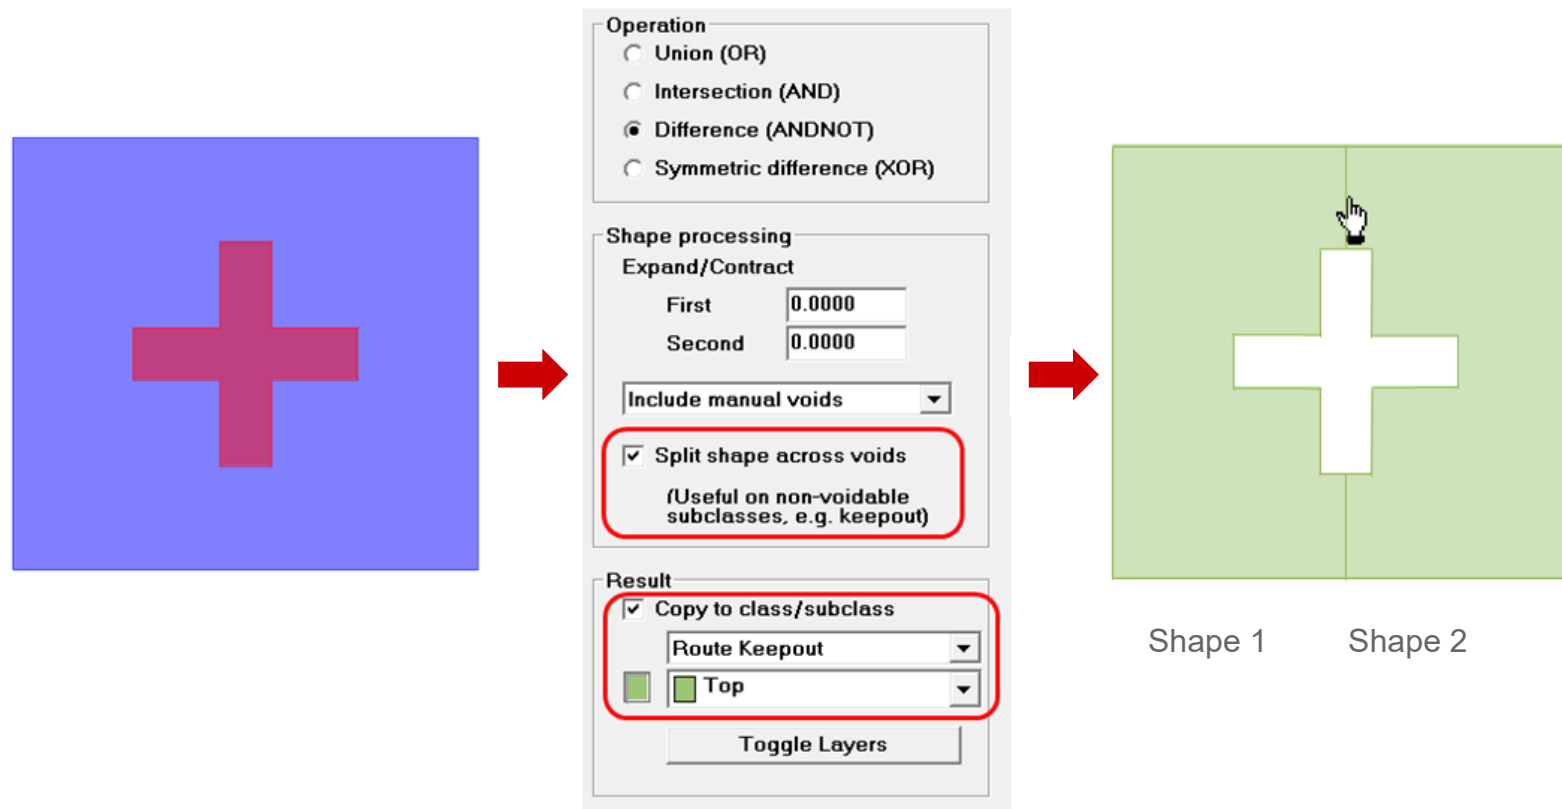 Operation
Union (OR)
Intersection (AND)
Difference (ANDNOT)
Symmetric difference (XOR)
Shape processing
Expand/Contract
First 0.0000
Second 0.0000
Include manual voids
Split shape across voids
(Useful on non-voidable
subclasses, e.g. keepout)
Result
Copy to class/subclass
Route Keepout
Top
Toggle Layers
Shape 1 Shape 2